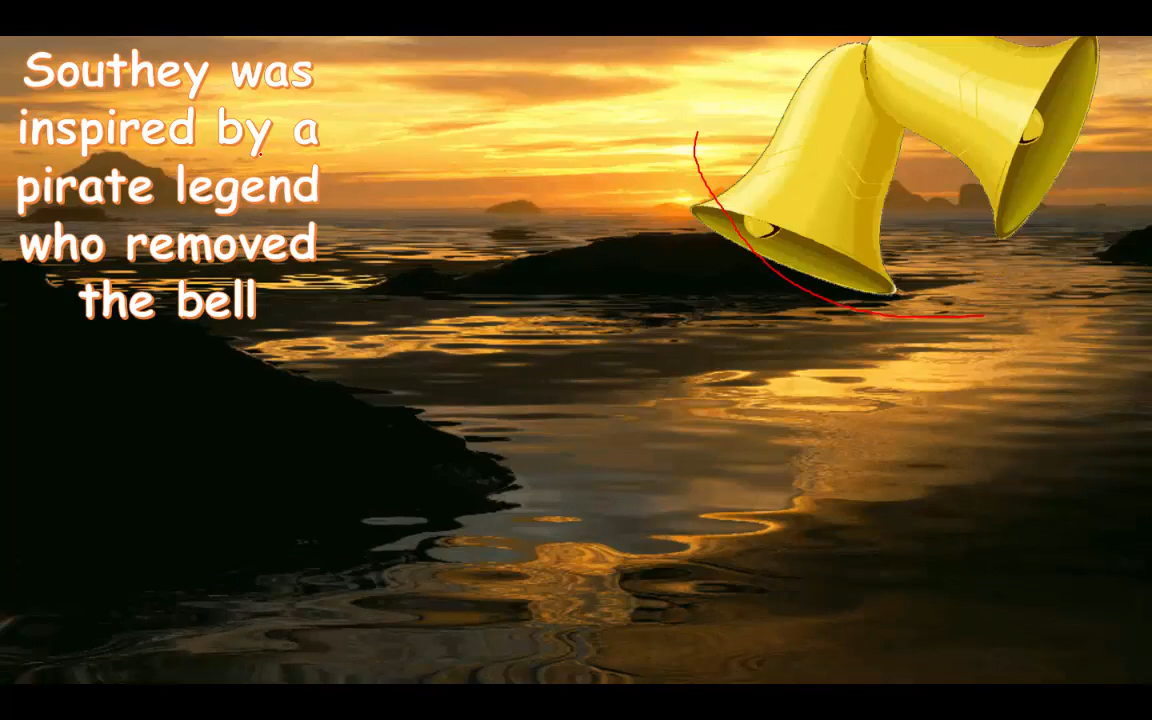 Southey was
inspired by a
pirate legend
who removed
the bell